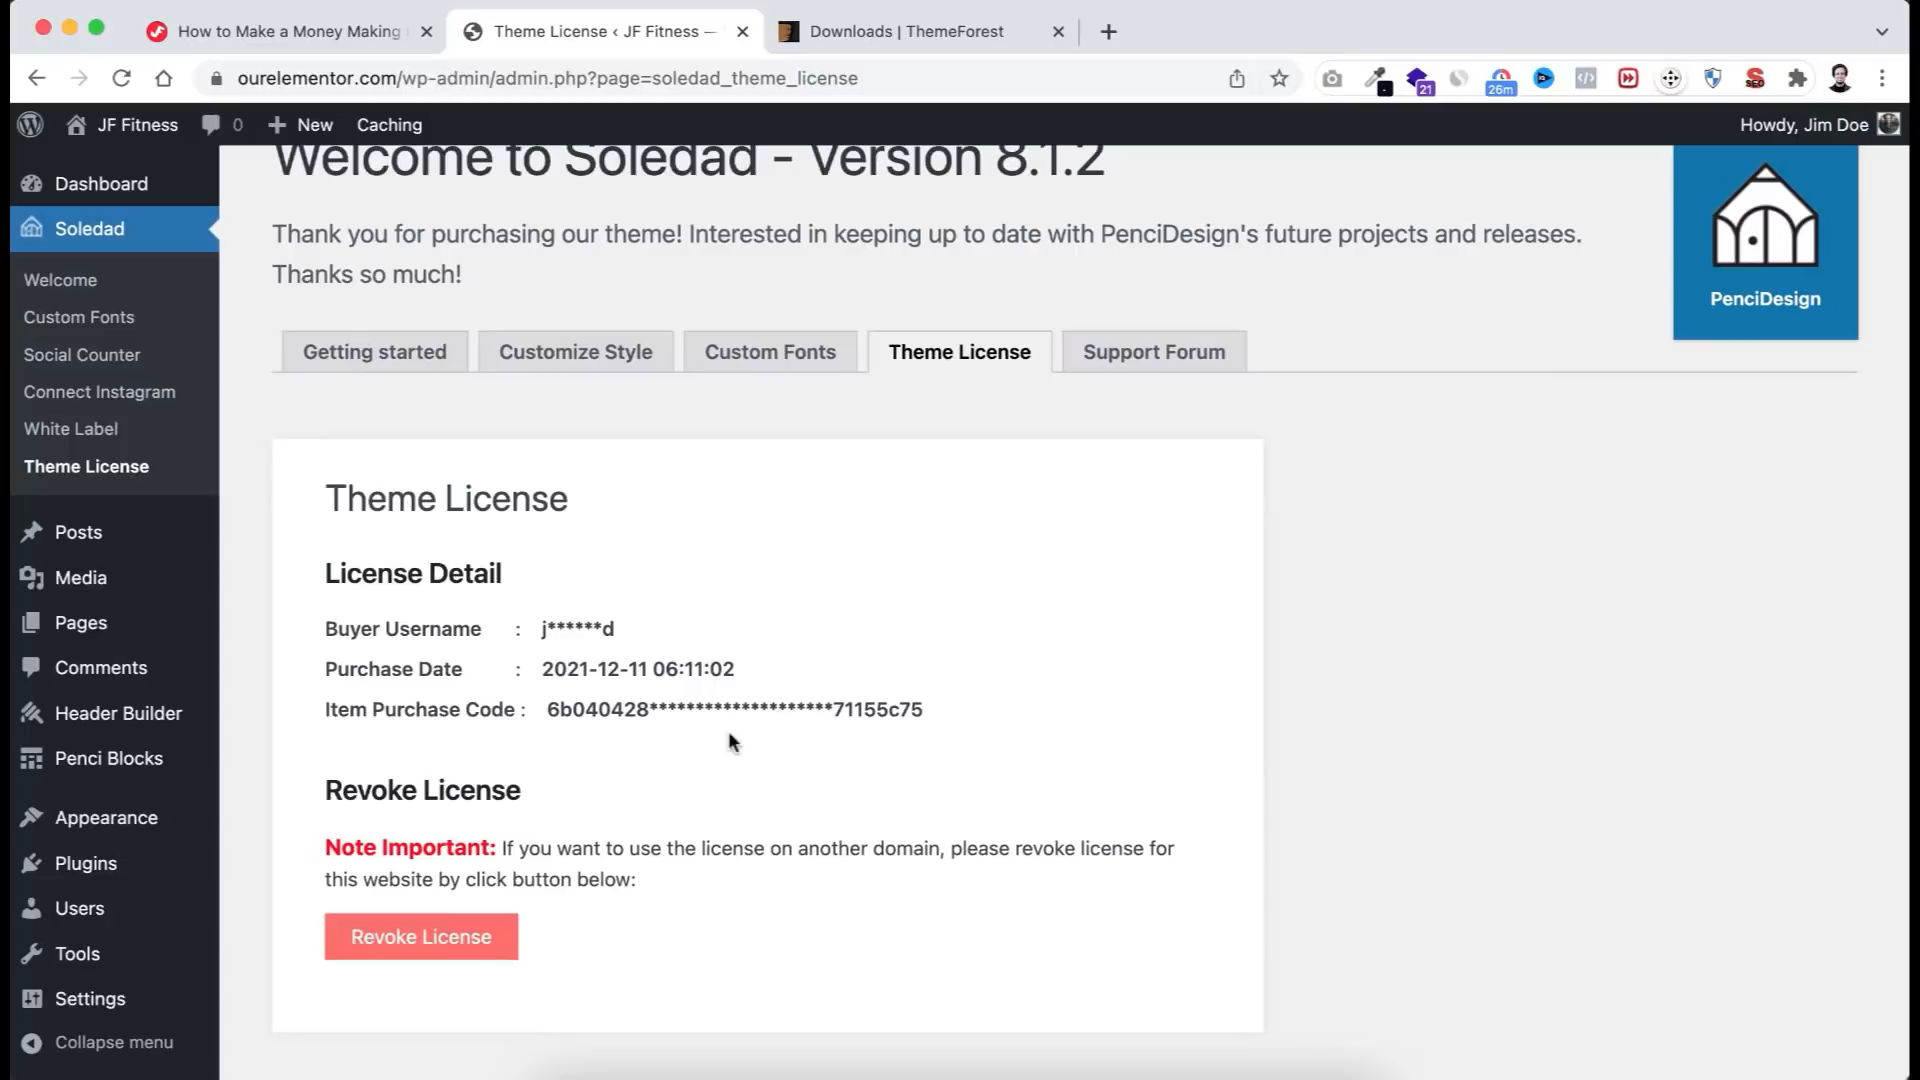 How to Make a Money Making
Theme License ‹ JF Fitness —
Downloads | ThemeForest
ourelementor.com/wp-admin/admin.php?page=soledad_theme_license
21
26m
SEO
JF Fitness
0
New
Caching
Howdy, Jim Doe
Dashboard
Soledad
Welcome
Custom Fonts
Social Counter
Connect Instagram
White Label
Theme License
Posts
Media
Pages
Comments
Header Builder
Penci Blocks
Appearance
Plugins
Users
Tools
Settings
Collapse menu
Welcome to Soledad - Version 8.1.2
Thank you for purchasing our theme! Interested in keeping up to date with PenciDesign's future projects and releases.
Thanks so much!
PenciDesign
Getting started
Customize Style
Custom Fonts
Theme License
Support Forum
Theme License
License Detail
Buyer Username : j******d
Purchase Date : 2021-12-11 06:11:02
Item Purchase Code : 6b040428********************71155c75
Revoke License
Note Important: If you want to use the license on another domain, please revoke license for
this website by click button below:
Revoke License